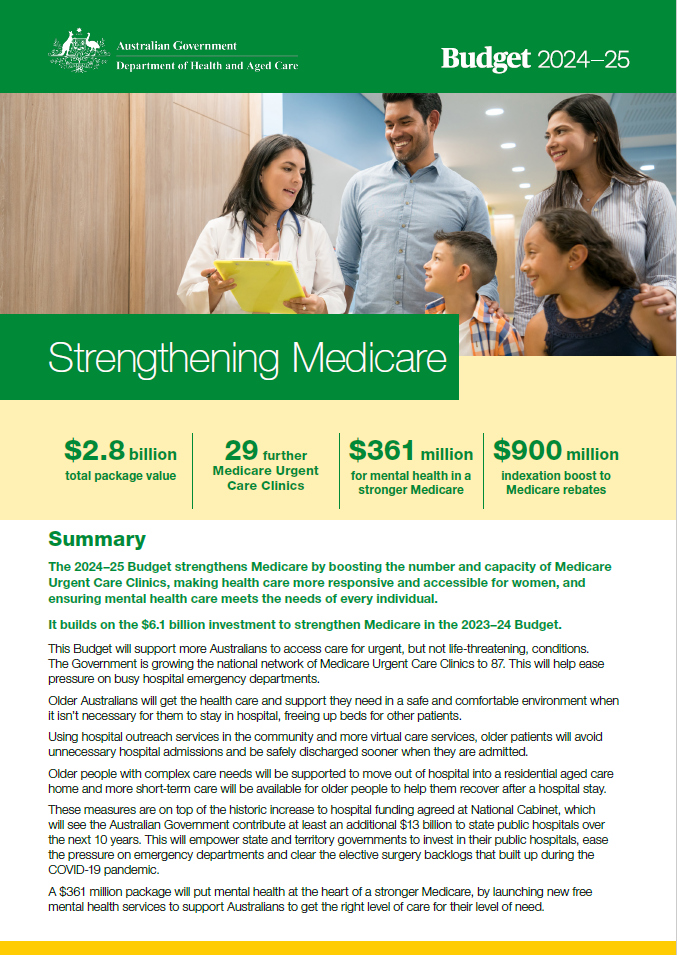 Australian Government
Department of Health and Aged Care
Budget 2024–25
Strengthening Medicare
$2.8 billion
total package value
29 further
Medicare Urgent
Care Clinics
$361 million
for mental health in a
stronger Medicare
$900 million
indexation boost to
Medicare rebates
Summary
The 2024–25 Budget strengthens Medicare by boosting the number and capacity of Medicare
Urgent Care Clinics, making health care more responsive and accessible for women, and
ensuring mental health care meets the needs of every individual.
It builds on the $6.1 billion investment to strengthen Medicare in the 2023–24 Budget.
This Budget will support more Australians to access care for urgent, but not life-threatening, conditions.
The Government is growing the national network of Medicare Urgent Care Clinics to 87. This will help ease
pressure on busy hospital emergency departments.
Older Australians will get the health care and support they need in a safe and comfortable environment when
it isn't necessary for them to stay in hospital, freeing up beds for other patients.
Using hospital outreach services in the community and more virtual care services, older patients will avoid
unnecessary hospital admissions and be safely discharged sooner when they are admitted.
Older people with complex care needs will be supported to move out of hospital into a residential aged care
home and more short-term care will be available for older people to help them recover after a hospital stay.
These measures are on top of the historic increase to hospital funding agreed at National Cabinet, which
will see the Australian Government contribute at least an additional $13 billion to state public hospitals over
the next 10 years. This will empower state and territory governments to invest in their public hospitals, ease
the pressure on emergency departments and clear the elective surgery backlogs that built up during the
COVID-19 pandemic.
A $361 million package will put mental health at the heart of a stronger Medicare, by launching new free
mental health services to support Australians to get the right level of care for their level of need.